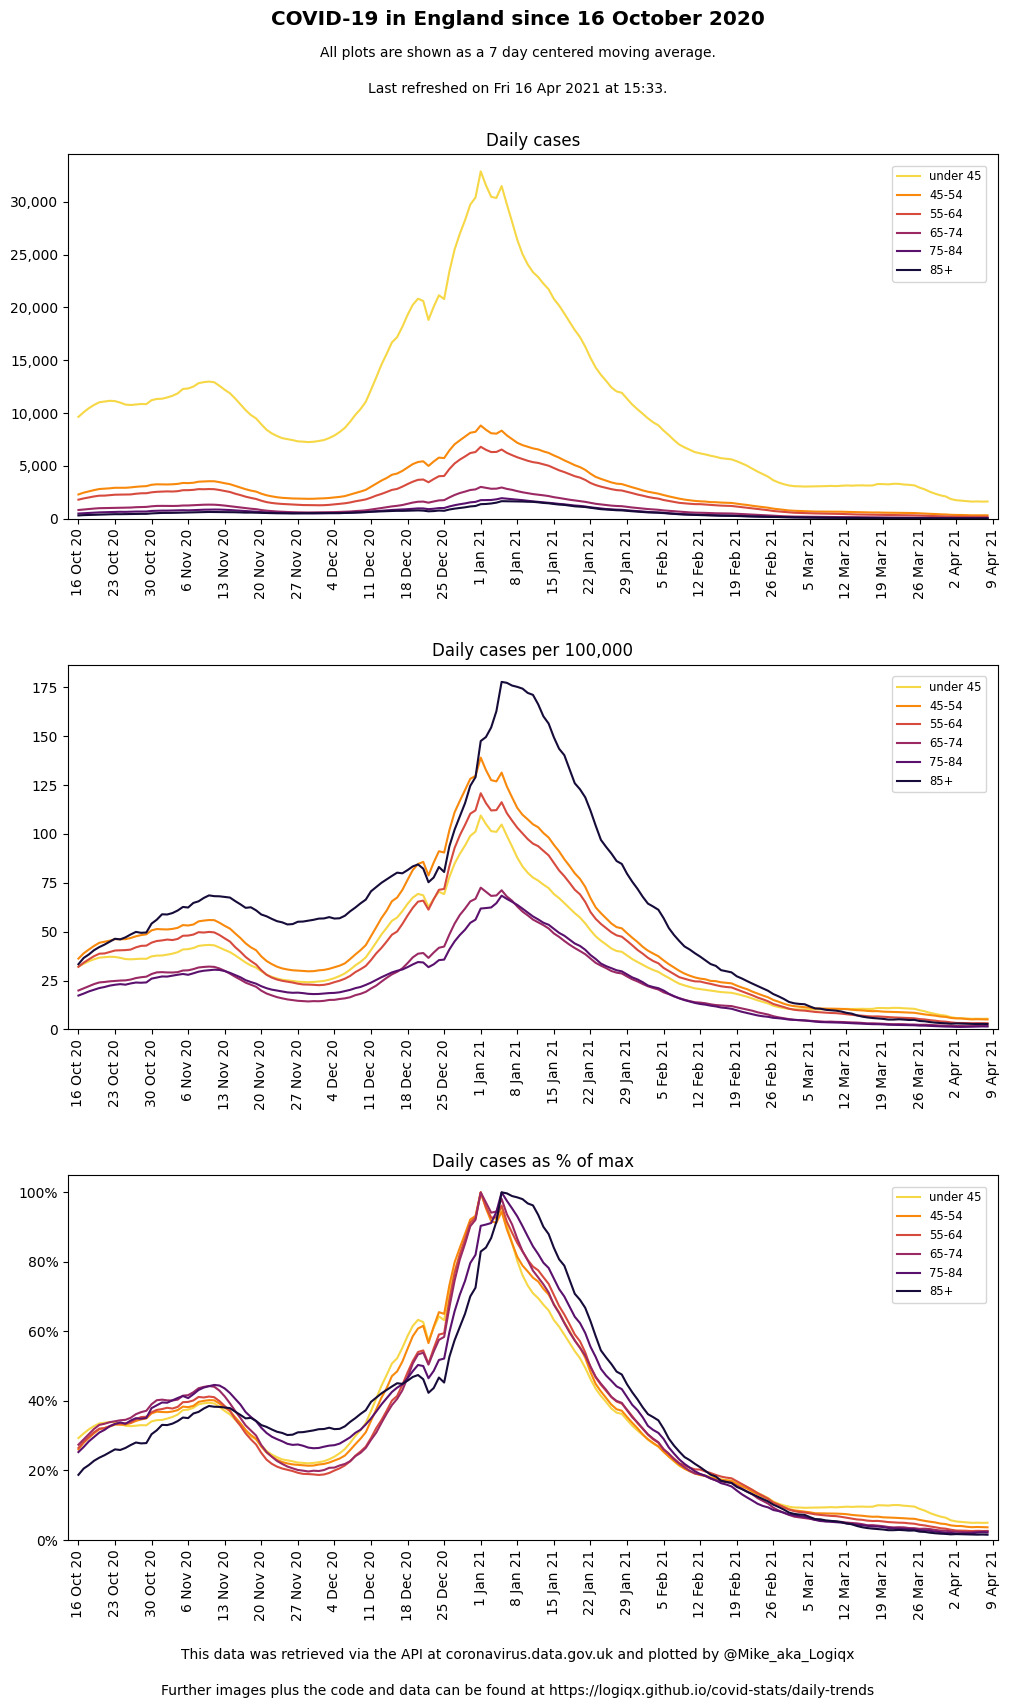 COVID-19 in England since 16 October 2020
All plots are shown as a 7 day centered moving average.
Last refreshed on Fri 16 Apr 2021 at 15:33.
Daily cases
30,000
25,000
20,000
15,000
10,000
5,000
0
under 45
45-54
55-64
65-74
75-84
85+
16 Oct 20
23 Oct 20
30 Oct 20
6 Nov 20
13 Nov 20
20 Nov 20
27 Nov 20
4 Dec 20
11 Dec 20
18 Dec 20
25 Dec 20
1 Jan 21
8 Jan 21
15 Jan 21
22 Jan 21
29 Jan 21
5 Feb 21
12 Feb 21
19 Feb 21
26 Feb 21
5 Mar 21
12 Mar 21
19 Mar 21
26 Mar 21
2 Apr 21
9 Apr 21
Daily cases per 100,000
175
150
125
100
75
50
25
0
under 45
45-54
55-64
65-74
75-84
85+
16 Oct 20
23 Oct 20
30 Oct 20
6 Nov 20
13 Nov 20
20 Nov 20
27 Nov 20
4 Dec 20
11 Dec 20
18 Dec 20
25 Dec 20
1 Jan 21
8 Jan 21
15 Jan 21
22 Jan 21
29 Jan 21
5 Feb 21
12 Feb 21
19 Feb 21
26 Feb 21
5 Mar 21
12 Mar 21
19 Mar 21
26 Mar 21
2 Apr 21
9 Apr 21
Daily cases as % of max
100%
80%
60%
40%
20%
0%
under 45
45-54
55-64
65-74
75-84
85+
16 Oct 20
23 Oct 20
30 Oct 20
6 Nov 20
13 Nov 20
20 Nov 20
27 Nov 20
4 Dec 20
11 Dec 20
18 Dec 20
25 Dec 20
1 Jan 21
8 Jan 21
15 Jan 21
22 Jan 21
29 Jan 21
5 Feb 21
12 Feb 21
19 Feb 21
26 Feb 21
5 Mar 21
12 Mar 21
19 Mar 21
26 Mar 21
2 Apr 21
9 Apr 21
This data was retrieved via the API at coronavirus.data.gov.uk and plotted by @Mike_aka_Logiqx
Further images plus the code and data can be found at https://logiqx.github.io/covid-stats/daily-trends